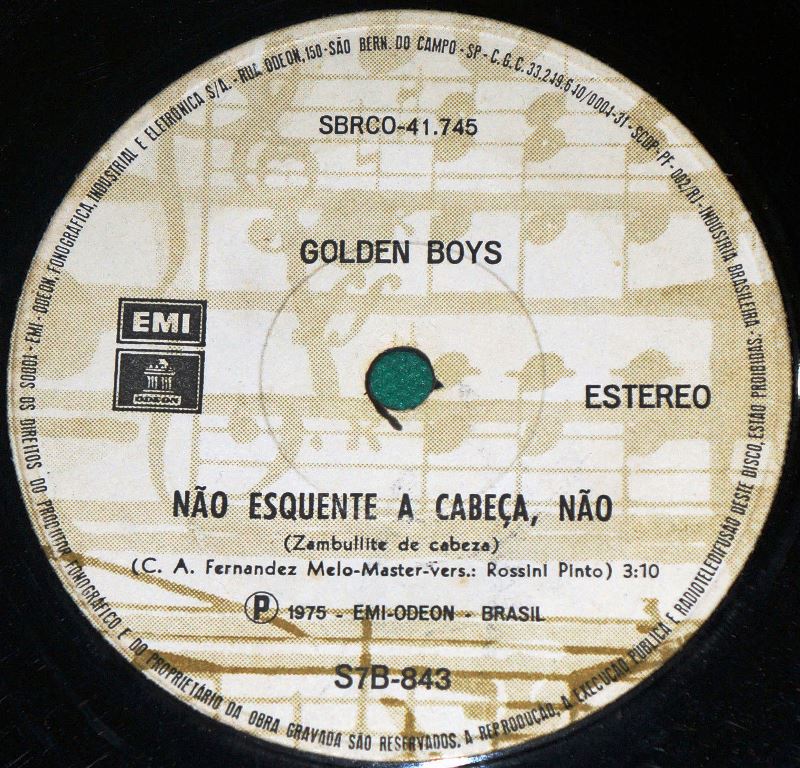 TODOS OS DIREITOS DO PRODUTOR FONOGRÁFICO E DO PROPRIETÁRIO DA OBRA GRAVADA SÃO RESERVADOS. A REPRODUÇÃO, A EXECUÇÃO PÚBLICA E RADIOTELEDIFUSÃO DESTE DISCO, ESTÃO PROIBIDAS -
EMI - ODEON, FONOGRÁFICA, INDUSTRIAL E ELETRÔNICA S/A. - RUA ODEON, 150 - SÃO BERN. DO CAMPO - SP - C.G.C. 33.249.640/0004-31 - SCDP - PF - 002/RJ - INDÚSTRIA BRASILEIRA -
SBRCO-41.745
GOLDEN BOYS
EMI
ODEON
ESTEREO
NÃO ESQUENTE A CABEÇA, NÃO
(Zambullite de cabeza)
(C. A. Fernandez Melo-Master-vers.: Rossini Pinto) 3:10
Ⓟ 1975 - EMI-ODEON - BRASIL
S7B-843